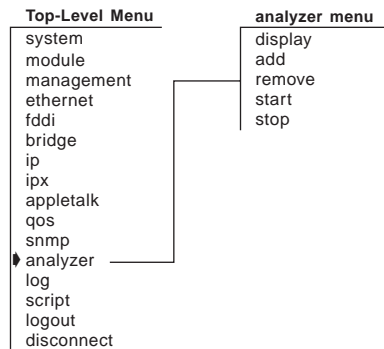 Top-Level Menu
system
module
management
ethernet
fddi
bridge
ip
ipx
appletalk
qos
snmp
analyzer
log
script
logout
disconnect
analyzer menu
display
add
remove
start
stop